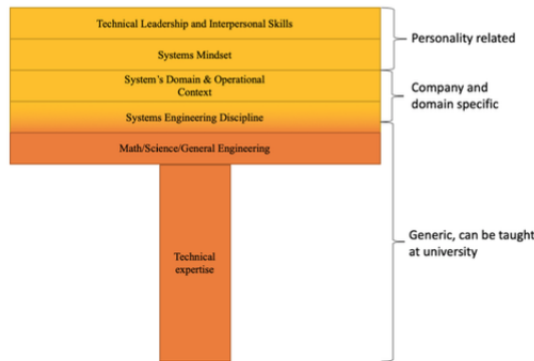 Technical Leadership and Interpersonal Skills
Systems Mindset
Personality related
System's Domain & Operational
Context
Company and
domain specific
Systems Engineering Discipline
Math/Science/General Engineering
Generic, can be taught
at university
Technical
expertise